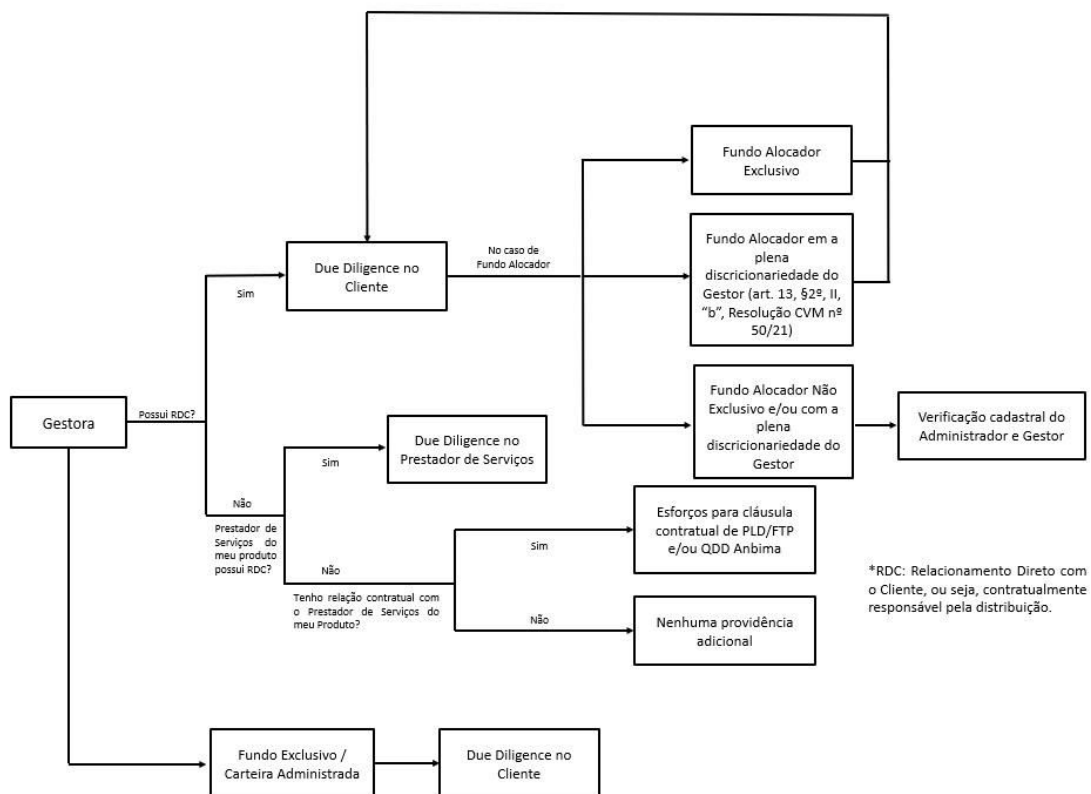 Fundo Alocador
Exclusivo
Due Diligence no
Cliente
No caso de
Fundo Alocador
Fundo Alocador em a
plena
discricionariedade do
Gestor (art. 13, §2º, II,
“b”, Resolução CVM nº
50/21)
Sim
Gestora
Possui RDC?
Fundo Alocador Não
Exclusivo e/ou com a
plena
discricionariedade do
Gestor
Verificação cadastral do
Administrador e Gestor
Due Diligence no
Prestador de Serviços
Sim
Não
Prestador de
Serviços do
meu produto
possui RDC?
Esforços para cláusula
contratual de PLD/FTP
e/ou QDD Anbima
Sim
Não
Tenho relação contratual com
o Prestador de Serviços do
meu Produto?
Não
Nenhuma providência
adicional
*RDC: Relacionamento Direto com
o Cliente, ou seja, contratualmente
responsável pela distribuição.
Fundo Exclusivo /
Carteira Administrada
Due Diligence no
Cliente